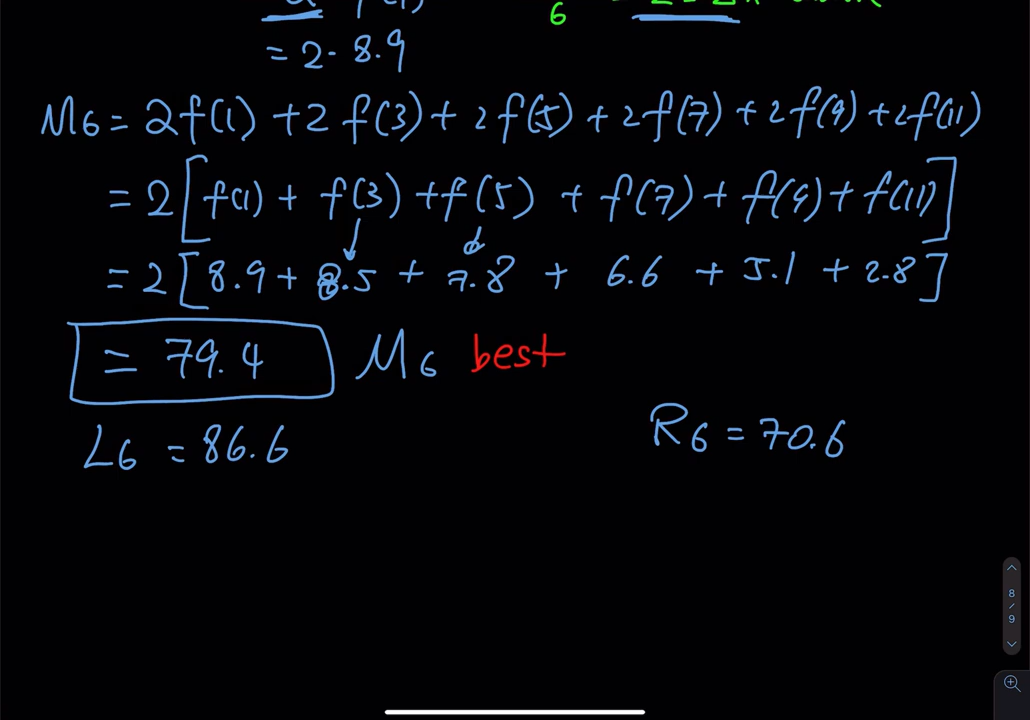 = 2 · 8.9
M6 = 2f(1) + 2f(3) + 2f(5) + 2f(7) + 2f(9) + 2f(11)
= 2[f(1) + f(3) + f(5) + f(7) + f(9) + f(11)]
= 2[8.9 + 8.5 + 7.8 + 6.6 + 5.1 + 2.8]
= 79.4 M6 best
L6 = 86.6 R6 = 70.6
8
/
9